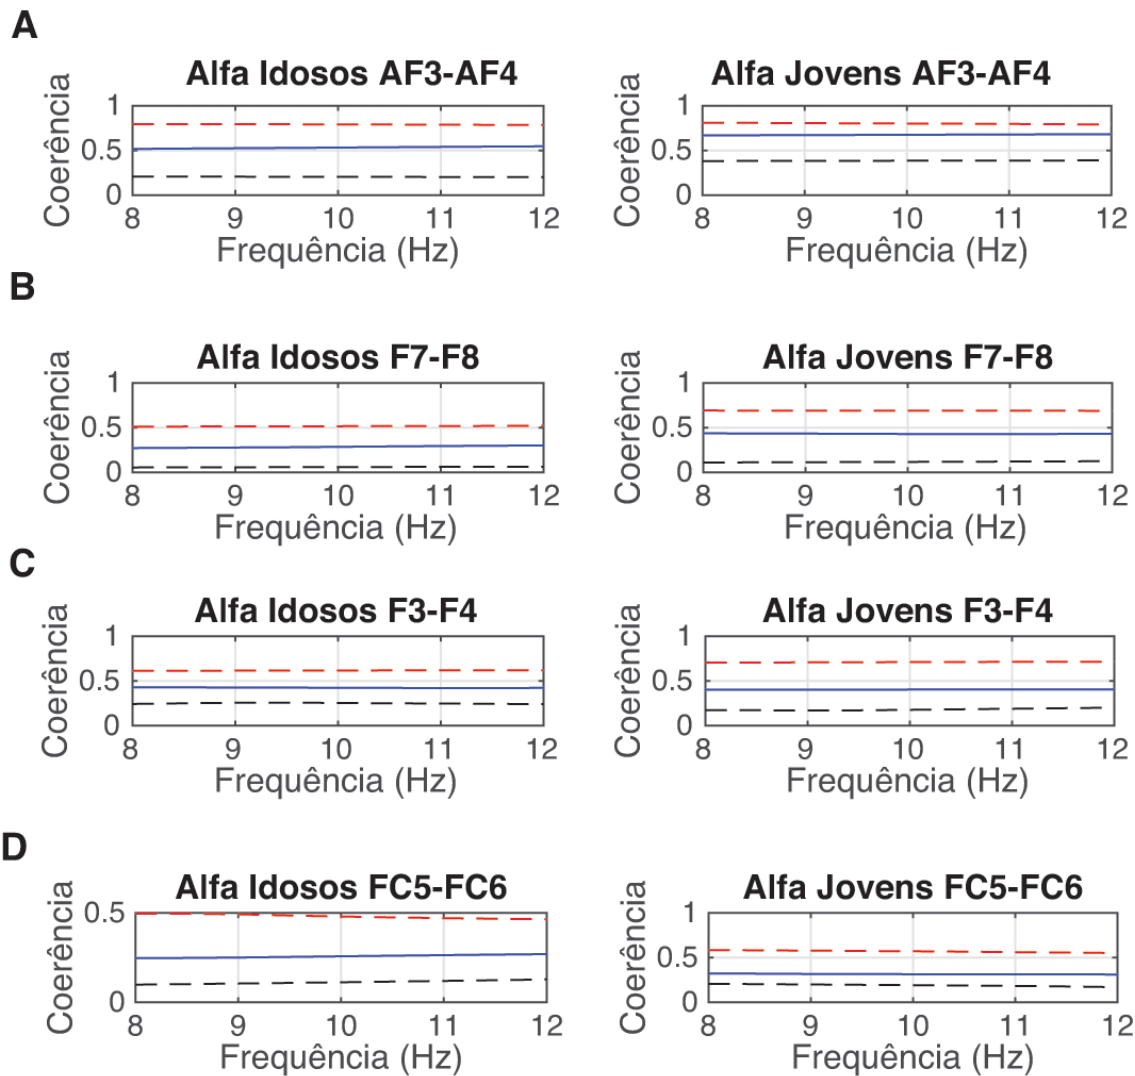 A
Alfa Idosos AF3-AF4
Coerência
1
0.5
0
8 9 10 11 12
Frequência (Hz)
Alfa Jovens AF3-AF4
Coerência
1
0.5
0
8 9 10 11 12
Frequência (Hz)
B
Alfa Idosos F7-F8
Coerência
1
0.5
0
8 9 10 11 12
Frequência (Hz)
Alfa Jovens F7-F8
Coerência
1
0.5
0
8 9 10 11 12
Frequência (Hz)
C
Alfa Idosos F3-F4
Coerência
1
0.5
0
8 9 10 11 12
Frequência (Hz)
Alfa Jovens F3-F4
Coerência
1
0.5
0
8 9 10 11 12
Frequência (Hz)
D
Alfa Idosos FC5-FC6
Coerência
0.5
0
8 9 10 11 12
Frequência (Hz)
Alfa Jovens FC5-FC6
Coerência
1
0.5
0
8 9 10 11 12
Frequência (Hz)